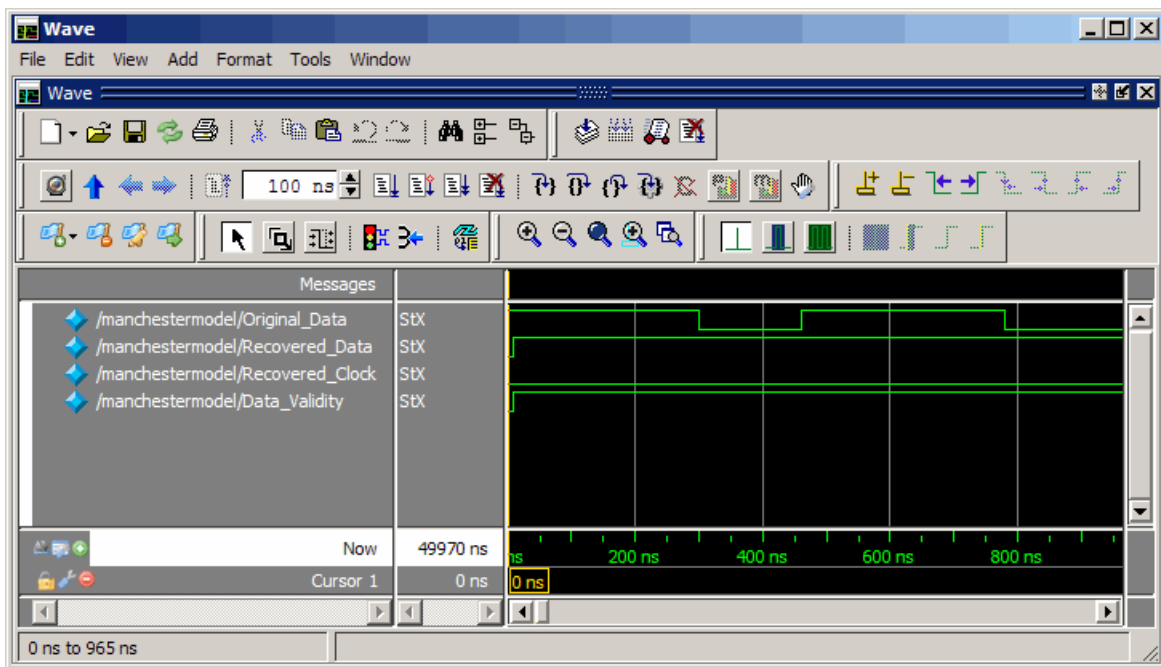 Wave
File Edit View Add Format Tools Window
Wave
100 ns
Messages
/manchestermodel/Original_Data StX
/manchestermodel/Recovered_Data StX
/manchestermodel/Recovered_Clock StX
/manchestermodel/Data_Validity StX
Now 49970 ns ns 200 ns 400 ns 600 ns 800 ns
Cursor 1 0 ns 0 ns
0 ns to 965 ns